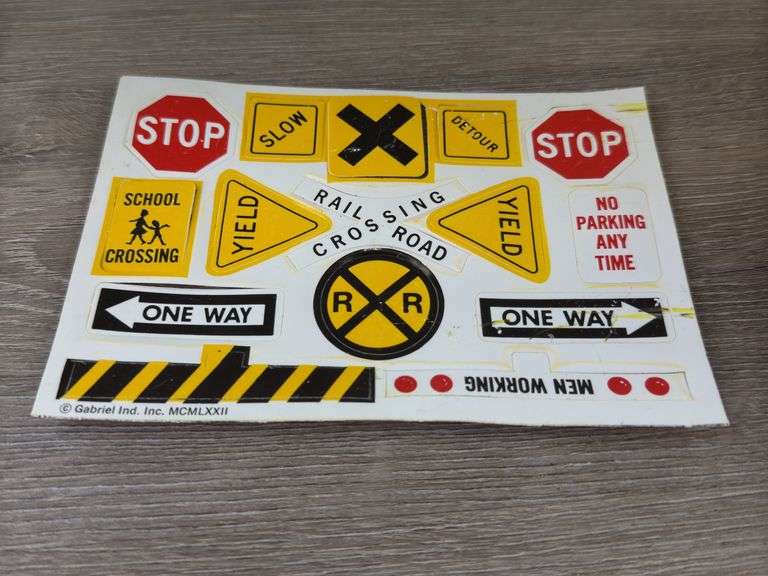 STOP
SLOW
DETOUR
STOP
SCHOOL
CROSSING
YIELD
RAIL CROSSING
CROSS ROAD
YIELD
NO
PARKING
ANY
TIME
ONE WAY
R R
ONE WAY
MEN WORKING
© Gabriel Ind. Inc. MCMLXXII